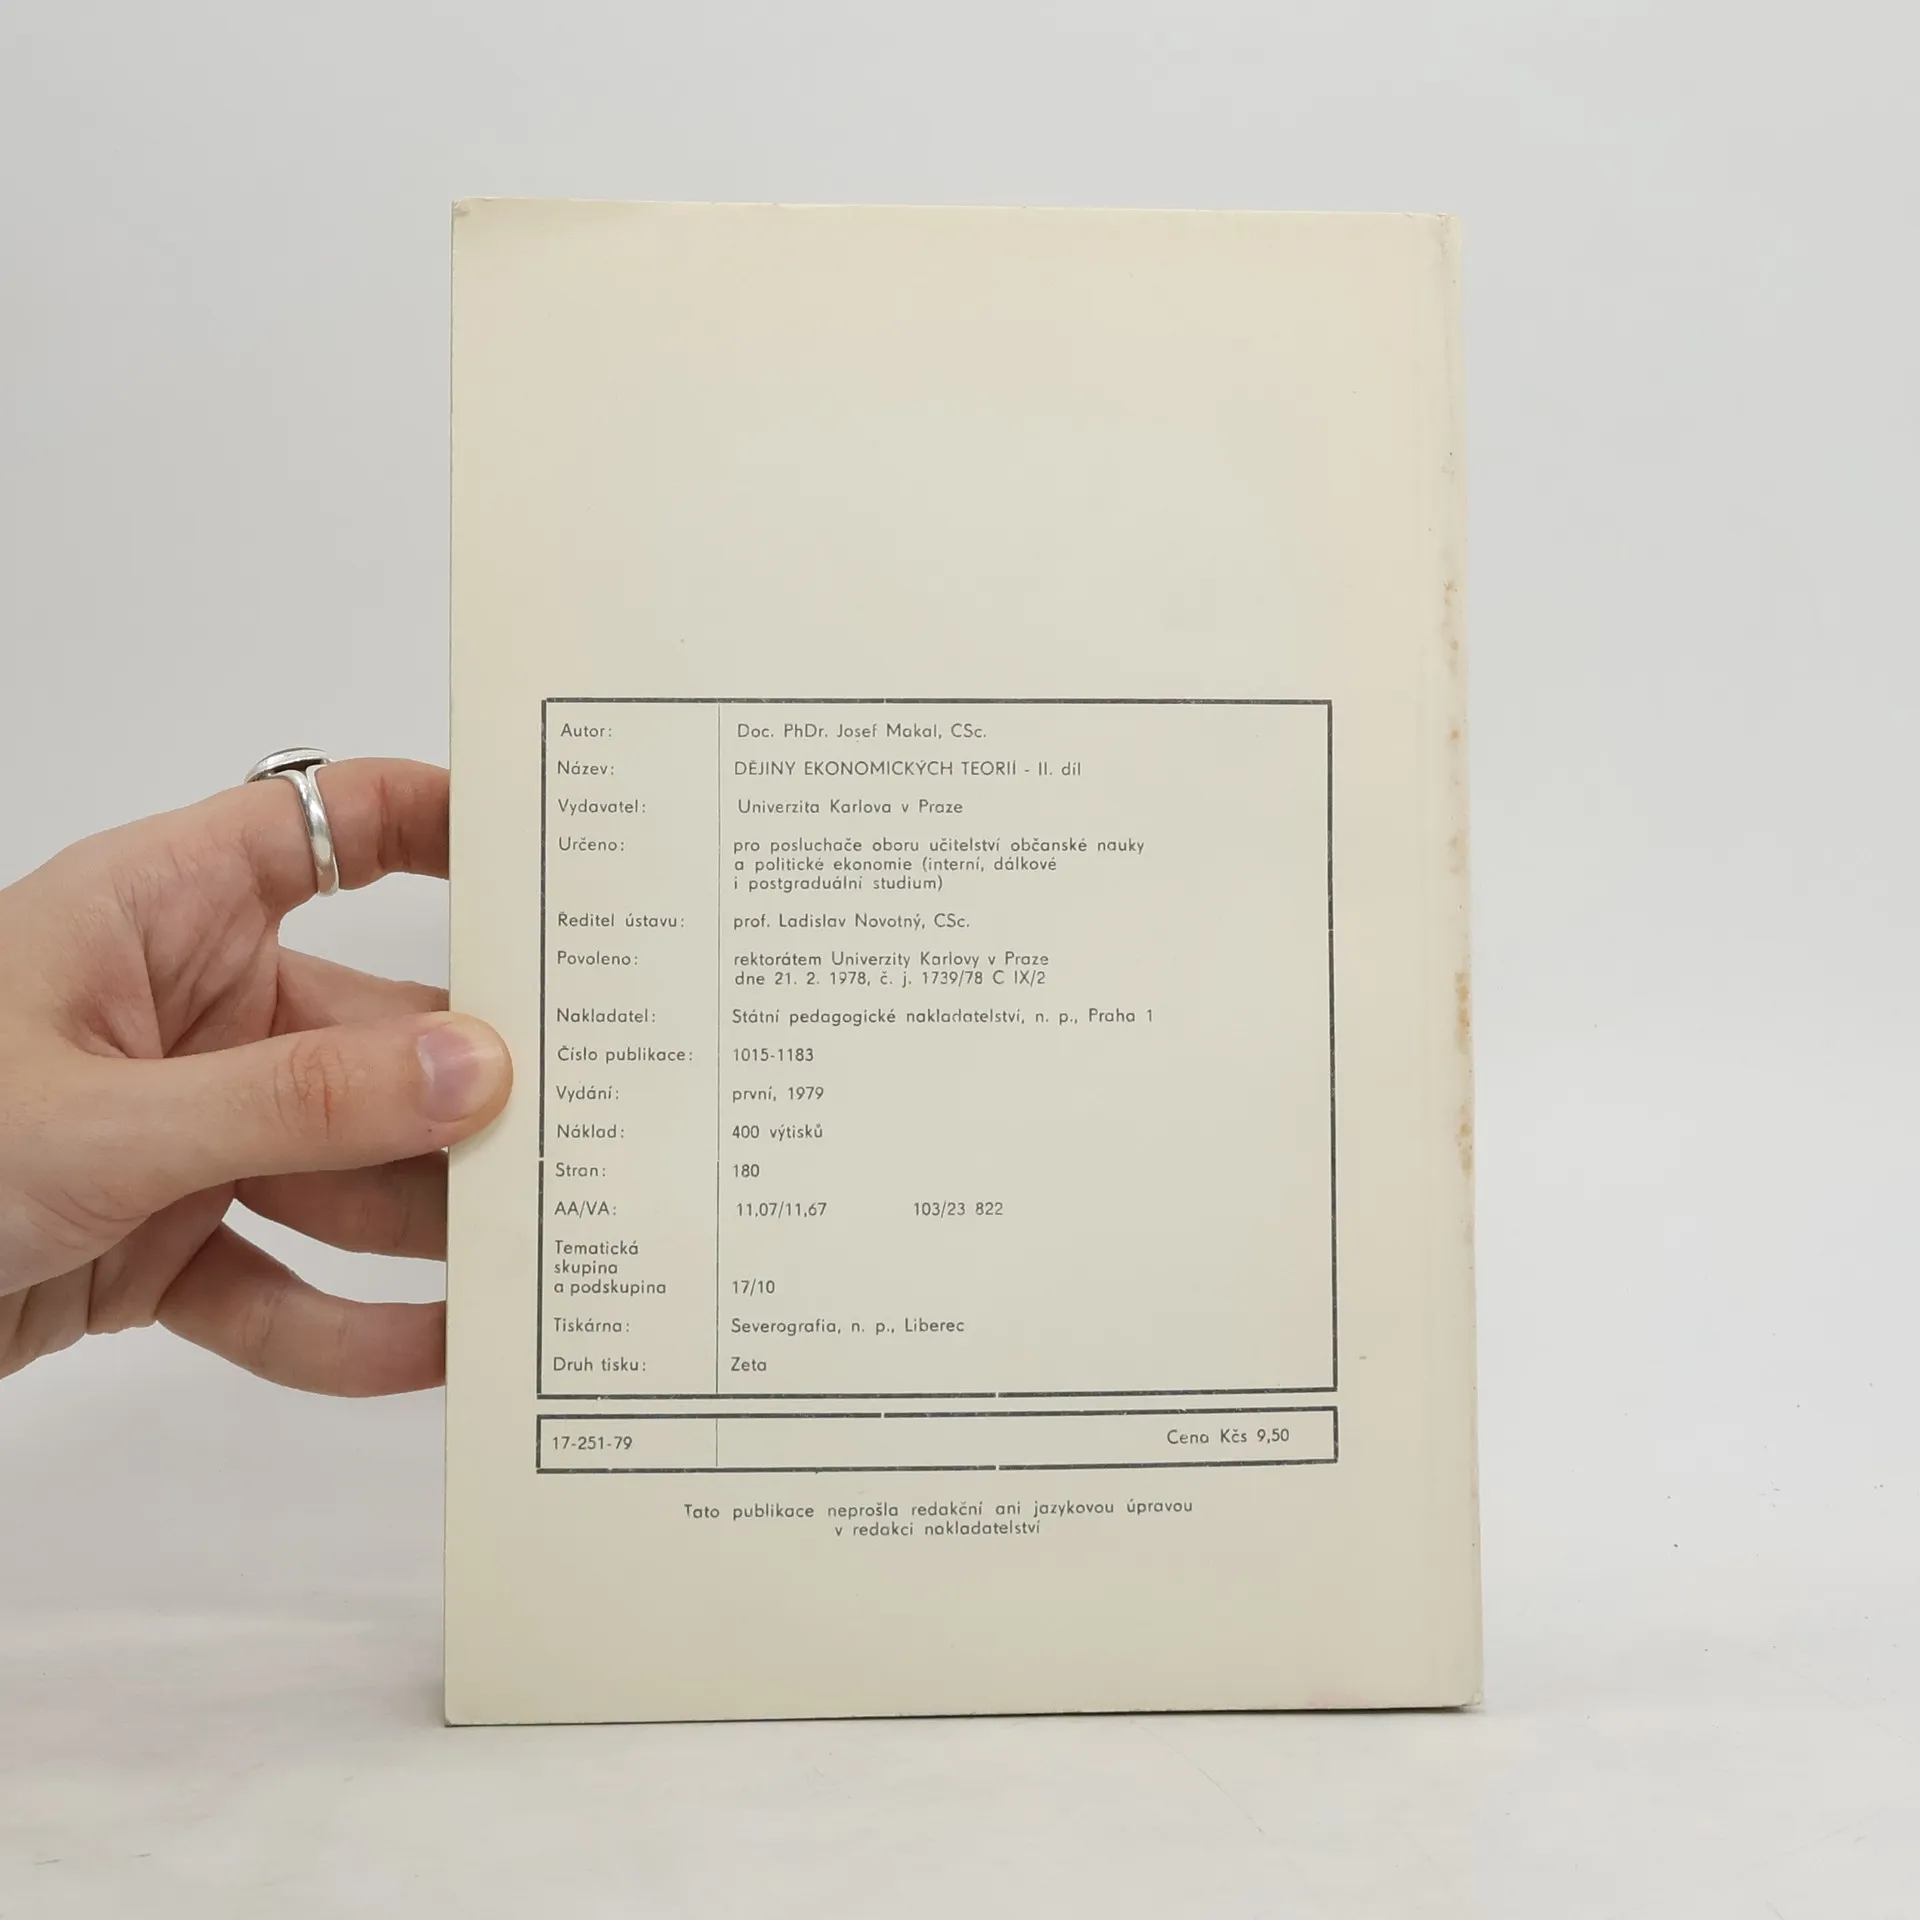 Autor: Doc. PhDr. Josef Makal, CSc.
Název: DĚJINY EKONOMICKÝCH TEORIÍ - II. díl
Vydavatel: Univerzita Karlova v Praze
Určeno: pro posluchače oboru učitelství občanské nauky
a politické ekonomie (interní, dálkové
i postgraduální studium)
Ředitel ústavu: prof. Ladislav Novotný, CSc.
Povoleno: rektorátem Univerzity Karlovy v Praze
dne 21. 2. 1978, č. j. 1739/78 C IX/2
Nakladatel: Státní pedagogické nakladatelství, n. p., Praha 1
Číslo publikace: 1015-1183
Vydání: první, 1979
Náklad: 400 výtisků
Stran: 180
AA/VA: 11,07/11,67 103/23 822
Tematická
skupina
a podskupina 17/10
Tiskárna: Severografia, n. p., Liberec
Druh tisku: Zeta
17-251-79 Cena Kčs 9,50
Tato publikace neprošla redakční ani jazykovou úpravou
v redakci nakladatelství